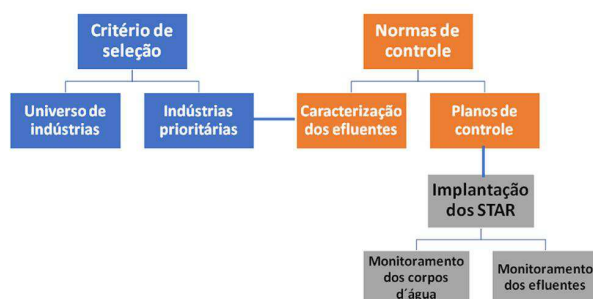 Critério de
seleção
Normas de
controle
Universo de
indústrias
Indústrias
prioritárias
Caracterização
dos efluentes
Planos de
controle
Implantação
dos STAR
Monitoramento
dos corpos
d´água
Monitoramento
dos efluentes